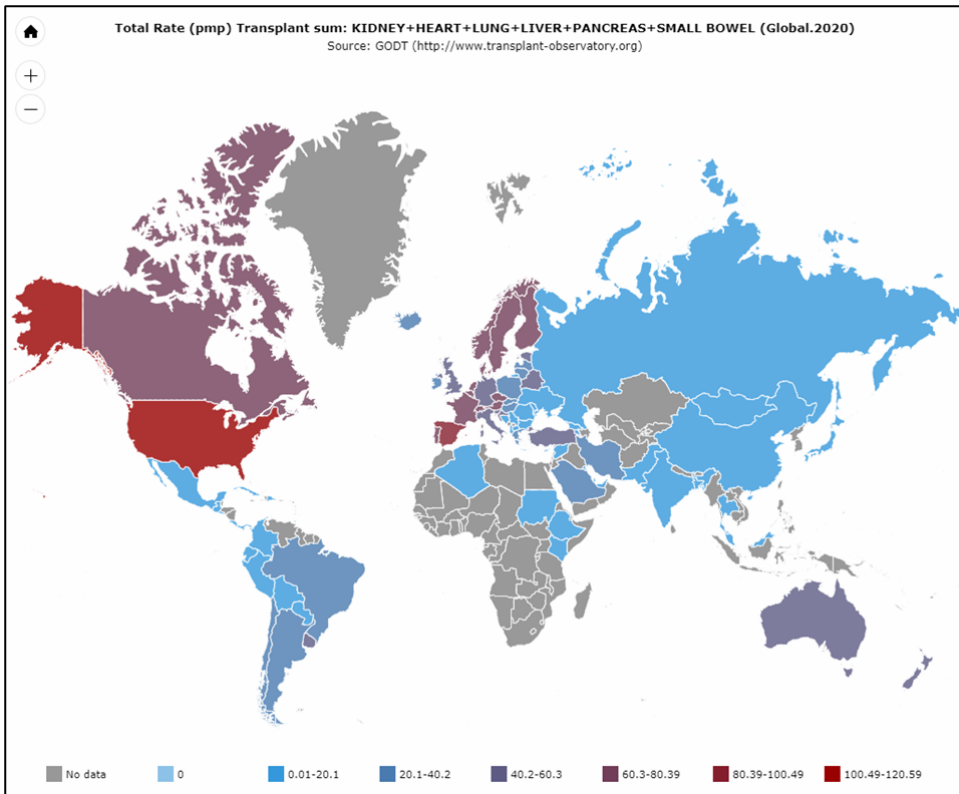 Total Rate (pmp) Transplant sum: KIDNEY+HEART+LUNG+LIVER+PANCREAS+SMALL BOWEL (Global.2020)
Source: GODT (http://www.transplant-observatory.org)
No data
0
0.01-20.1
20.1-40.2
40.2-60.3
60.3-80.39
80.39-100.49
100.49-120.59